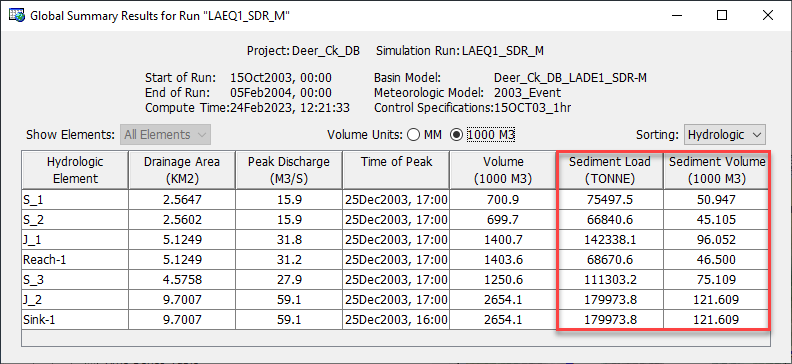 Global Summary Results for Run "LAEQ1_SDR_M"
Project: Deer_Ck_DB Simulation Run: LAEQ1_SDR_M
Start of Run: 15Oct2003, 00:00 Basin Model: Deer_Ck_DB_LADE1_SDR-M
End of Run: 05Feb2004, 00:00 Meteorologic Model: 2003_Event
Compute Time:24Feb2023, 12:21:33 Control Specifications:15OCT03_1hr
Show Elements: All Elements Volume Units: MM 1000 M3 Sorting: Hydrologic
Hydrologic Drainage Area Peak Discharge Time of Peak Volume Sediment Load Sediment Volume
Element (KM2) (M3/S) (1000 M3) (TONNE) (1000 M3)
S_1 2.5647 15.9 25Dec2003, 17:00 700.9 75497.5 50.947
S_2 2.5602 15.9 25Dec2003, 17:00 699.7 66840.6 45.105
J_1 5.1249 31.8 25Dec2003, 17:00 1400.7 142338.1 96.052
Reach-1 5.1249 31.2 25Dec2003, 17:00 1403.6 68670.6 46.500
S_3 4.5758 27.9 25Dec2003, 17:00 1250.6 111303.2 75.109
J_2 9.7007 59.1 25Dec2003, 17:00 2654.1 179973.8 121.609
Sink-1 9.7007 59.1 25Dec2003, 16:00 2654.1 179973.8 121.609